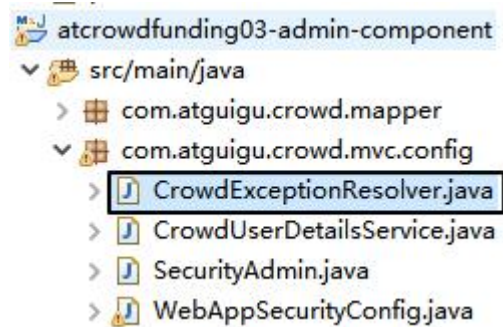 atcrowdfunding03-admin-component
src/main/java
com.atguigu.crowd.mapper
com.atguigu.crowd.mvc.config
CrowdExceptionResolver.java
CrowdUserDetailsService.java
SecurityAdmin.java
WebAppSecurityConfig.java